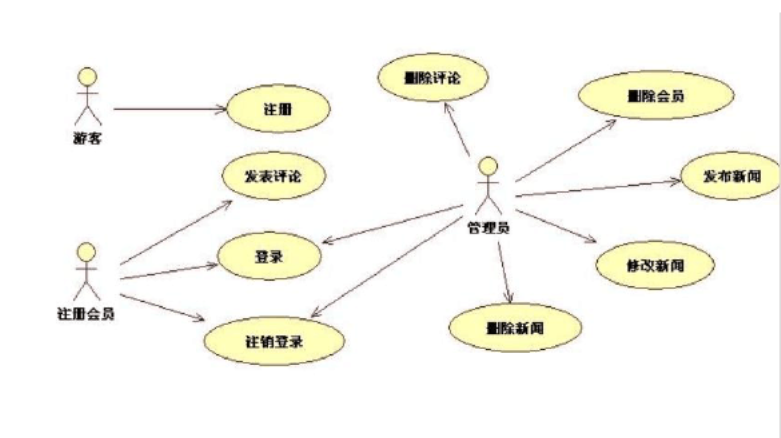 删除评论
删除会员
注册
游客
发表评论
发布新闻
管理员
登录
修改新闻
注册会员
删除新闻
注销登录